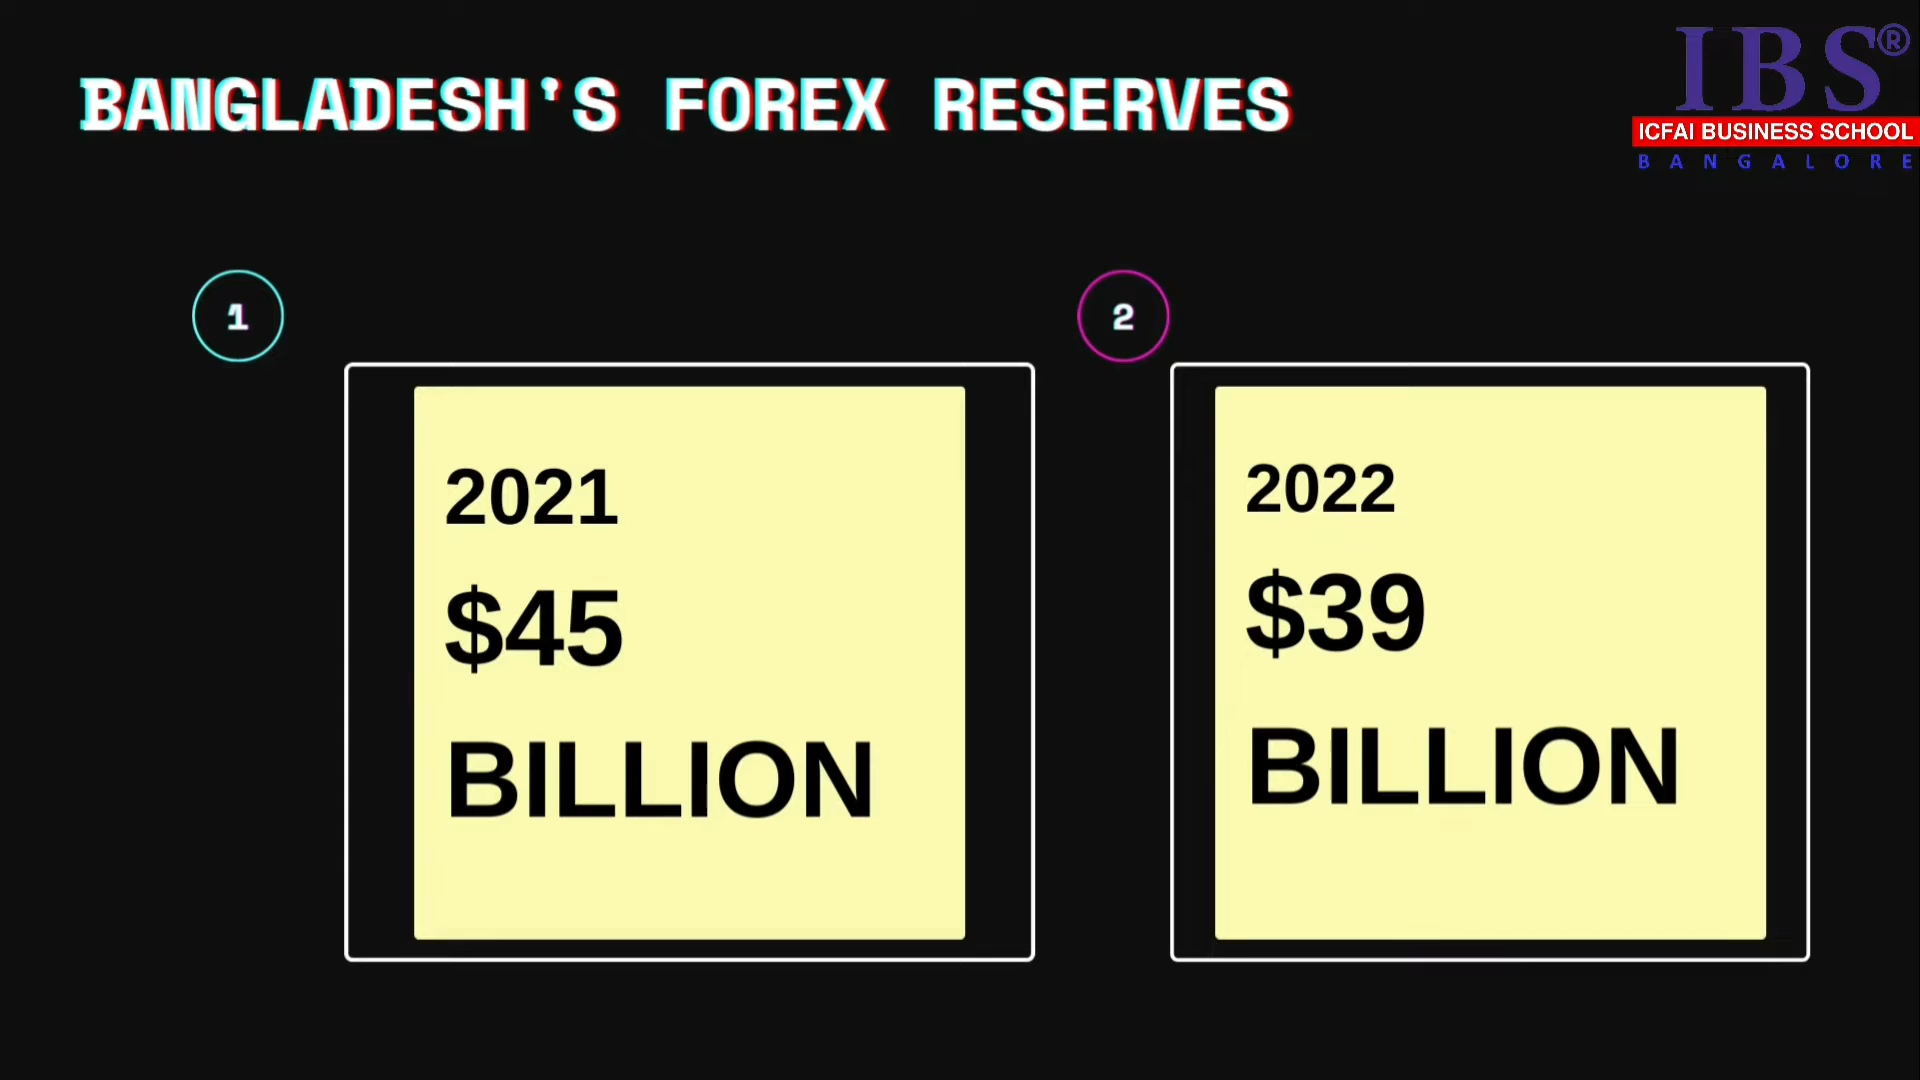 BANGLADESH'S FOREX RESERVES
IBS®
ICFAI BUSINESS SCHOOL
BANGALORE
1
2021
$45
BILLION
2
2022
$39
BILLION